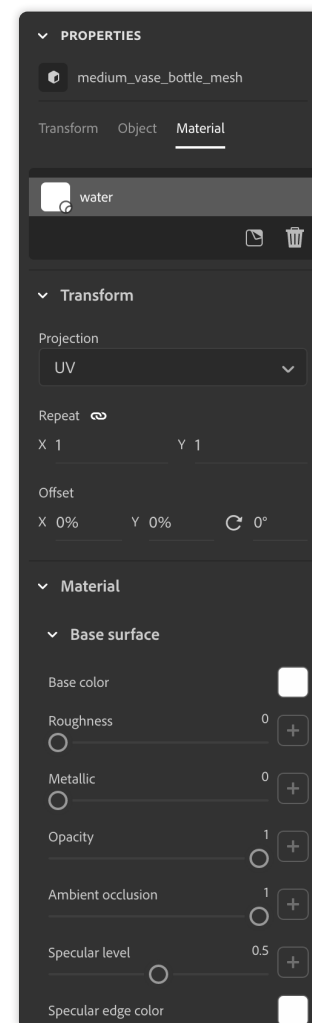 PROPERTIES
medium_vase_bottle_mesh
Transform Object Material
water
Transform
Projection
UV
Repeat
X 1 Y 1
Offset
X 0% Y 0% 0°
Material
Base surface
Base color
Roughness 0
Metallic 0
Opacity 1
Ambient occlusion 1
Specular level 0.5
Specular edge color